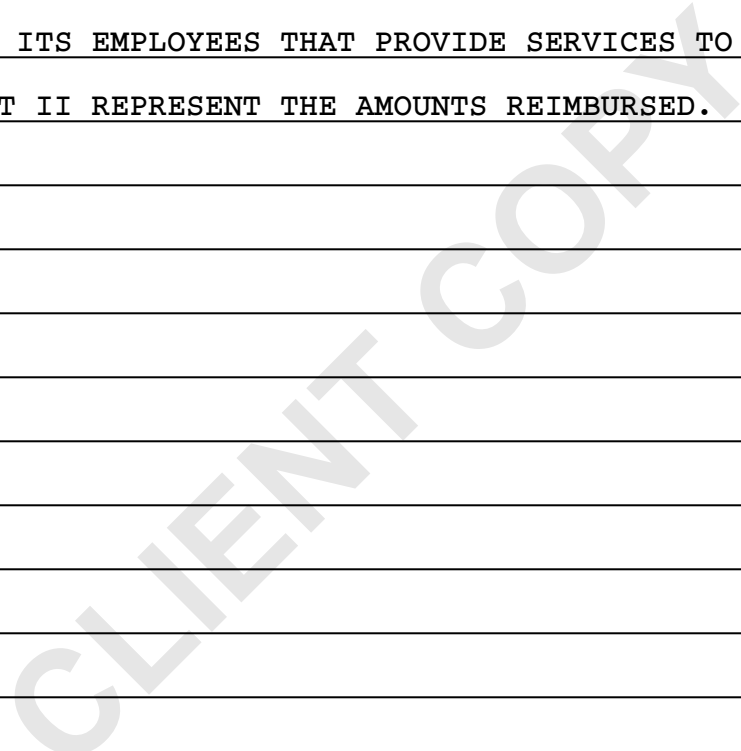 ITS EMPLOYEES THAT PROVIDE SERVICES TO
T II REPRESENT THE AMOUNTS REIMBURSED.
CLIENT COPY